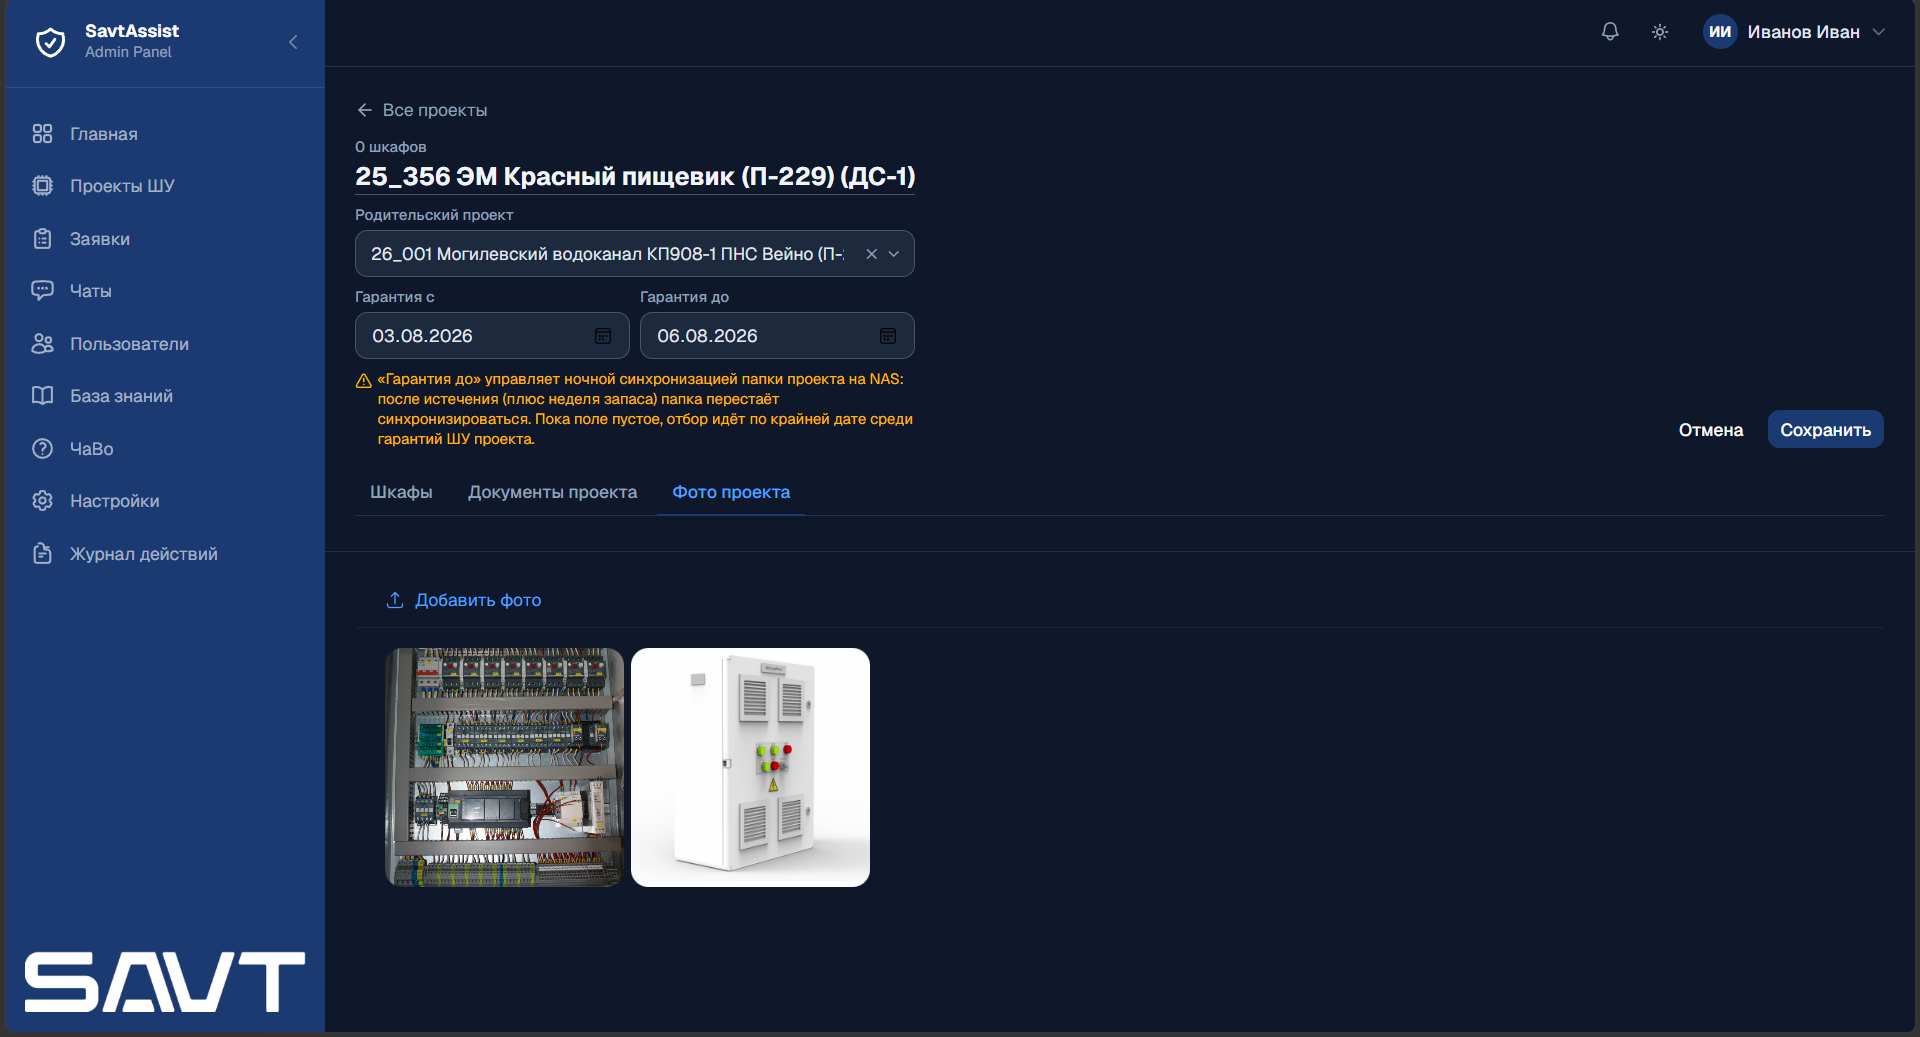 SavtAssist
Admin Panel
Главная
Проекты ШУ
Заявки
Чаты
Пользователи
База знаний
ЧаВо
Настройки
Журнал действий
SAVT
ИИ
Иванов Иван
Все проекты
0 шкафов
25_356 ЭМ Красный пищевик (П-229) (ДС-1)
Родительский проект
26_001 Могилевский водоканал КП908-1 ПНС Вейно (П-
Гарантия с
Гарантия до
03.08.2026
06.08.2026
«Гарантия до» управляет ночной синхронизацией папки проекта на NAS:
после истечения (плюс неделя запаса) папка перестаёт
синхронизироваться. Пока поле пустое, отбор идёт по крайней дате среди
гарантий ШУ проекта.
Отмена
Сохранить
Шкафы
Документы проекта
Фото проекта
Добавить фото